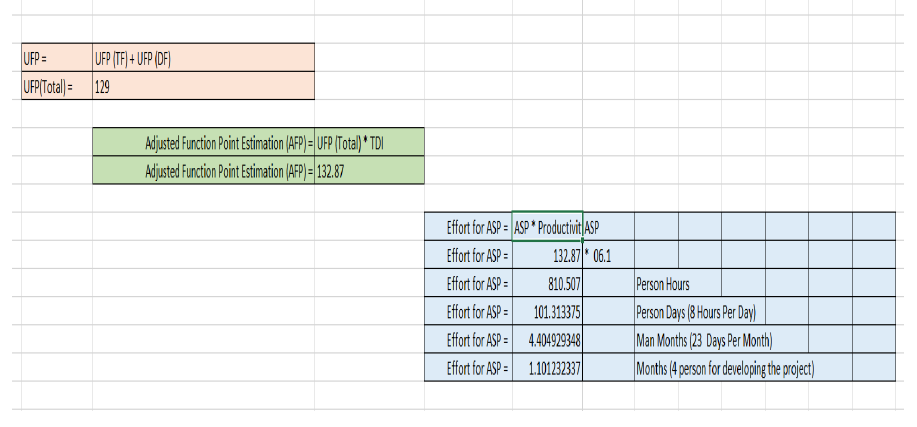 UFP = UFP (TF) + UFP (DF)
UFP(Total) = 129
Adjusted Function Point Estimation (AFP) = UFP (Total) * TDI
Adjusted Function Point Estimation (AFP) = 132.87
Effort for ASP = ASP * Productivit ASP
Effort for ASP = 132.87 * 06.1
Effort for ASP = 810.507 Person Hours
Effort for ASP = 101.313375 Person Days (8 Hours Per Day)
Effort for ASP = 4.404929348 Man Months (23 Days Per Month)
Effort for ASP = 1.101232337 Months (4 person for developing the project)